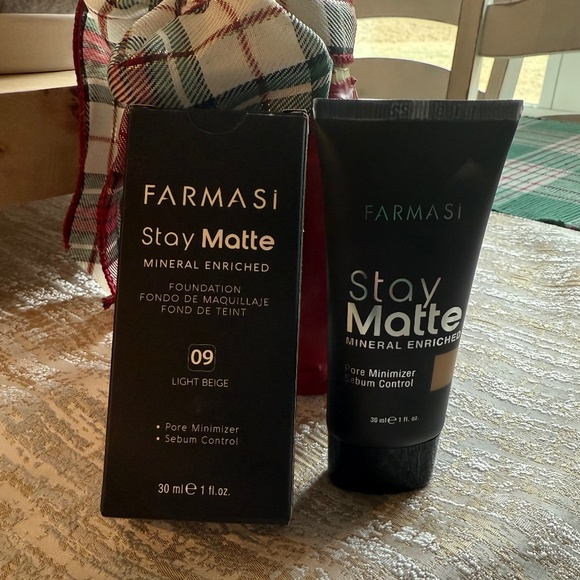 FARMASi
Stay Matte
MINERAL ENRICHED
FOUNDATION
FONDO DE MAQUILLAJE
FOND DE TEINT
09
LIGHT BEIGE
• Pore Minimizer
• Sebum Control
30 ml ℮ 1 fl.oz.
FARMASi
Stay
Matte
MINERAL ENRICHED
Pore Minimizer
Sebum Control
30 ml ℮ 1 fl. oz.